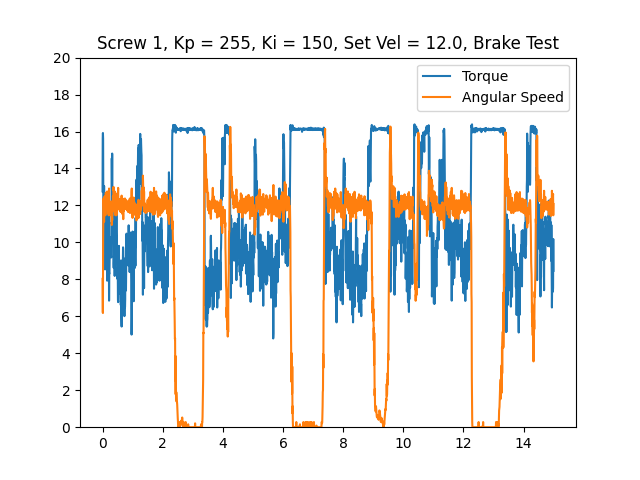 Screw 1, Kp = 255, Ki = 150, Set Vel = 12.0, Brake Test
Torque
Angular Speed
20
18
16
14
12
10
8
6
4
2
0
0 2 4 6 8 10 12 14